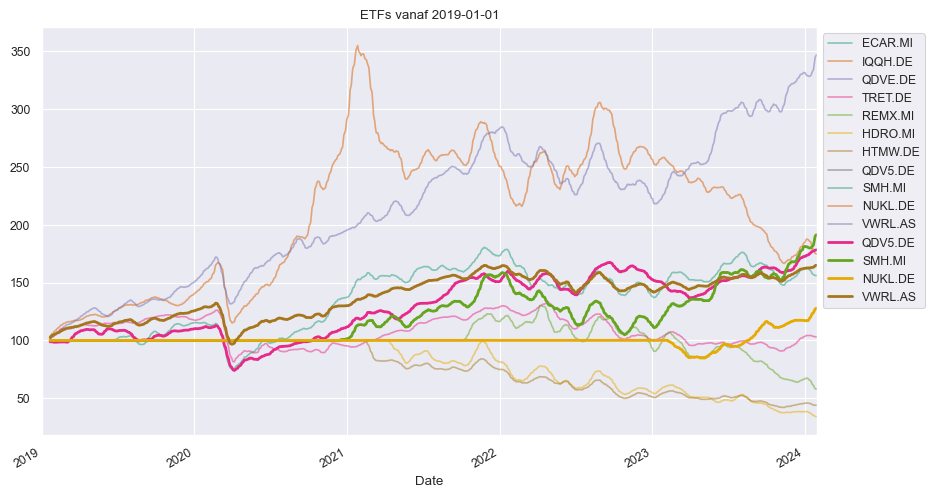 ETFs vanaf 2019-01-01
350
300
250
200
150
100
50
2019
2020
2021
2022
2023
2024
Date
ECAR.MI
IQQH.DE
QDVE.DE
TRET.DE
REMX.MI
HDRO.MI
HTMW.DE
QDV5.DE
SMH.MI
NUKL.DE
VWRL.AS
QDV5.DE
SMH.MI
NUKL.DE
VWRL.AS